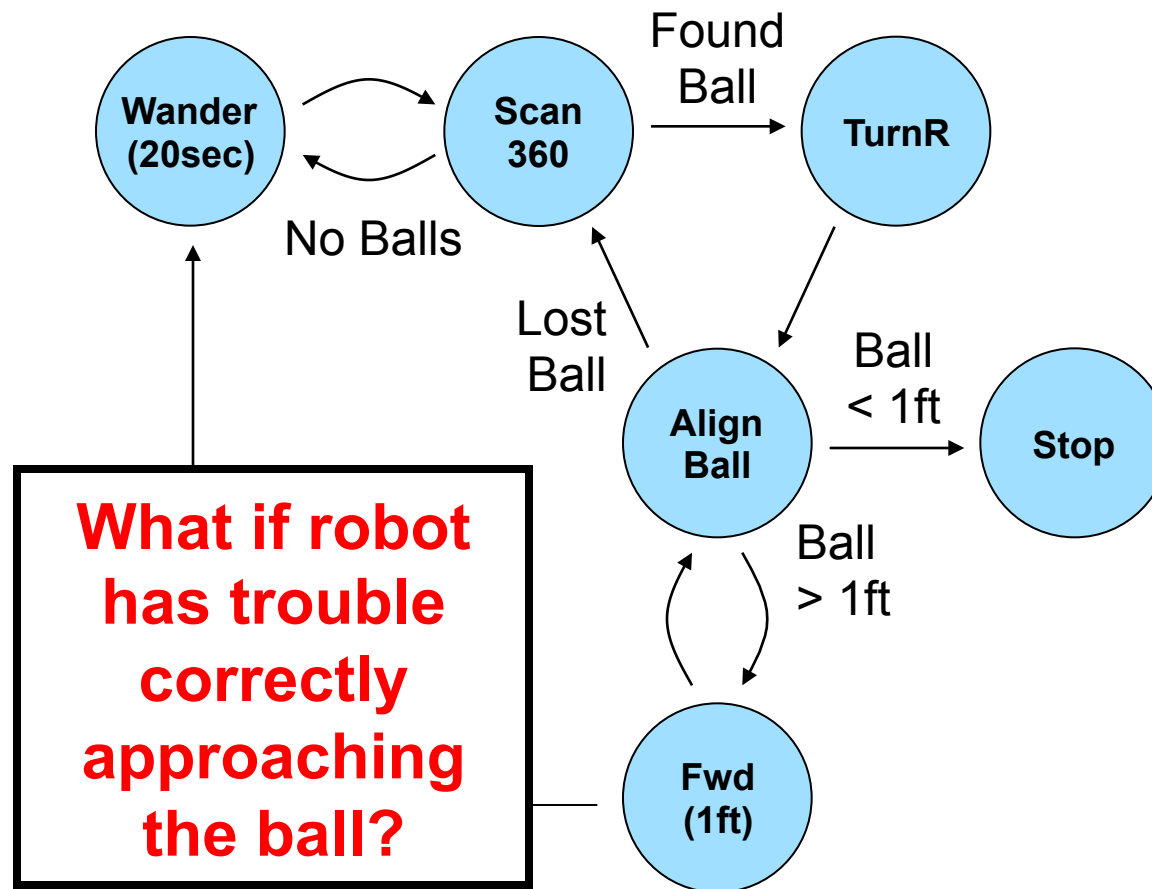 Found
Ball
Wander
(20sec)
Scan
360
TurnR
No Balls
Lost
Ball
Ball
< 1ft
Align
Ball
Stop
What if robot
has trouble
correctly
approaching
the ball?
Ball
> 1ft
Fwd
(1ft)